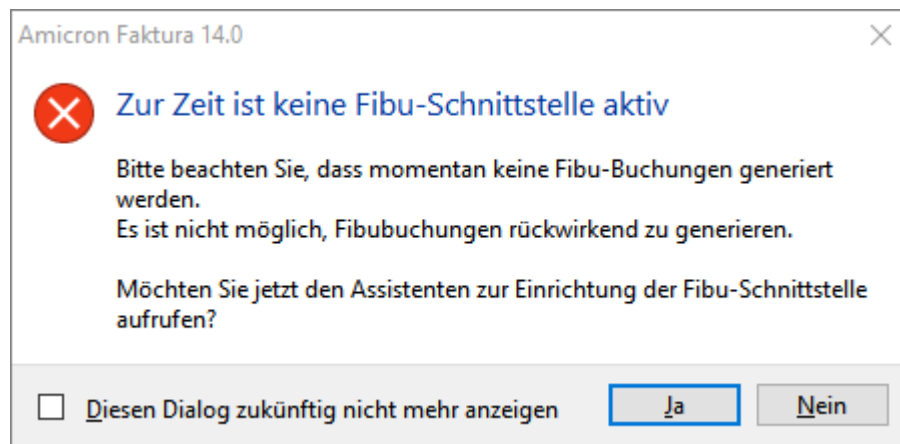 Amicron Faktura 14.0
Zur Zeit ist keine Fibu-Schnittstelle aktiv
Bitte beachten Sie, dass momentan keine Fibu-Buchungen generiert
werden.
Es ist nicht möglich, Fibubuchungen rückwirkend zu generieren.
Möchten Sie jetzt den Assistenten zur Einrichtung der Fibu-Schnittstelle
aufrufen?
Diesen Dialog zukünftig nicht mehr anzeigen
Ja
Nein